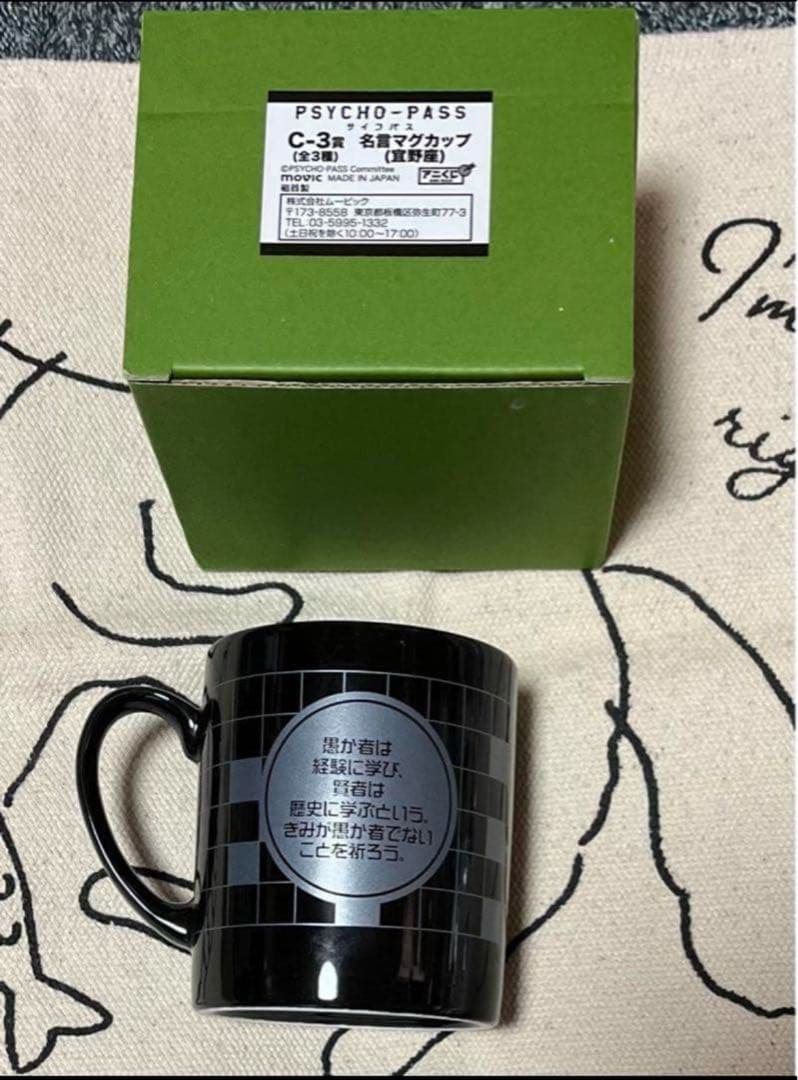 PSYCHO-PASS
サイコパス
C-3賞 名言マグカップ
(全3種) (宜野座)
©PSYCHO-PASS Committee
movic MADE IN JAPAN アニくじ
磁器製
株式会社ムービック
〒173-8558 東京都板橋区弥生町77-3
TEL:03-5995-1332
(土日祝を除く10:00～17:00)
I'm
rig
愚か者は
経験に学び、
賢者は
歴史に学ぶという。
きみが愚か者でない
ことを祈ろう。